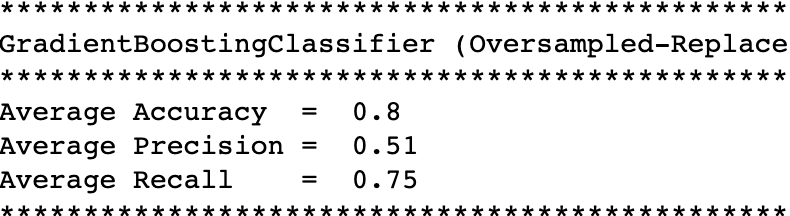 ***********************************************
GradientBoostingClassifier (Oversampled-Replace
***********************************************
Average Accuracy  =  0.8
Average Precision =  0.51
Average Recall    =  0.75
***********************************************